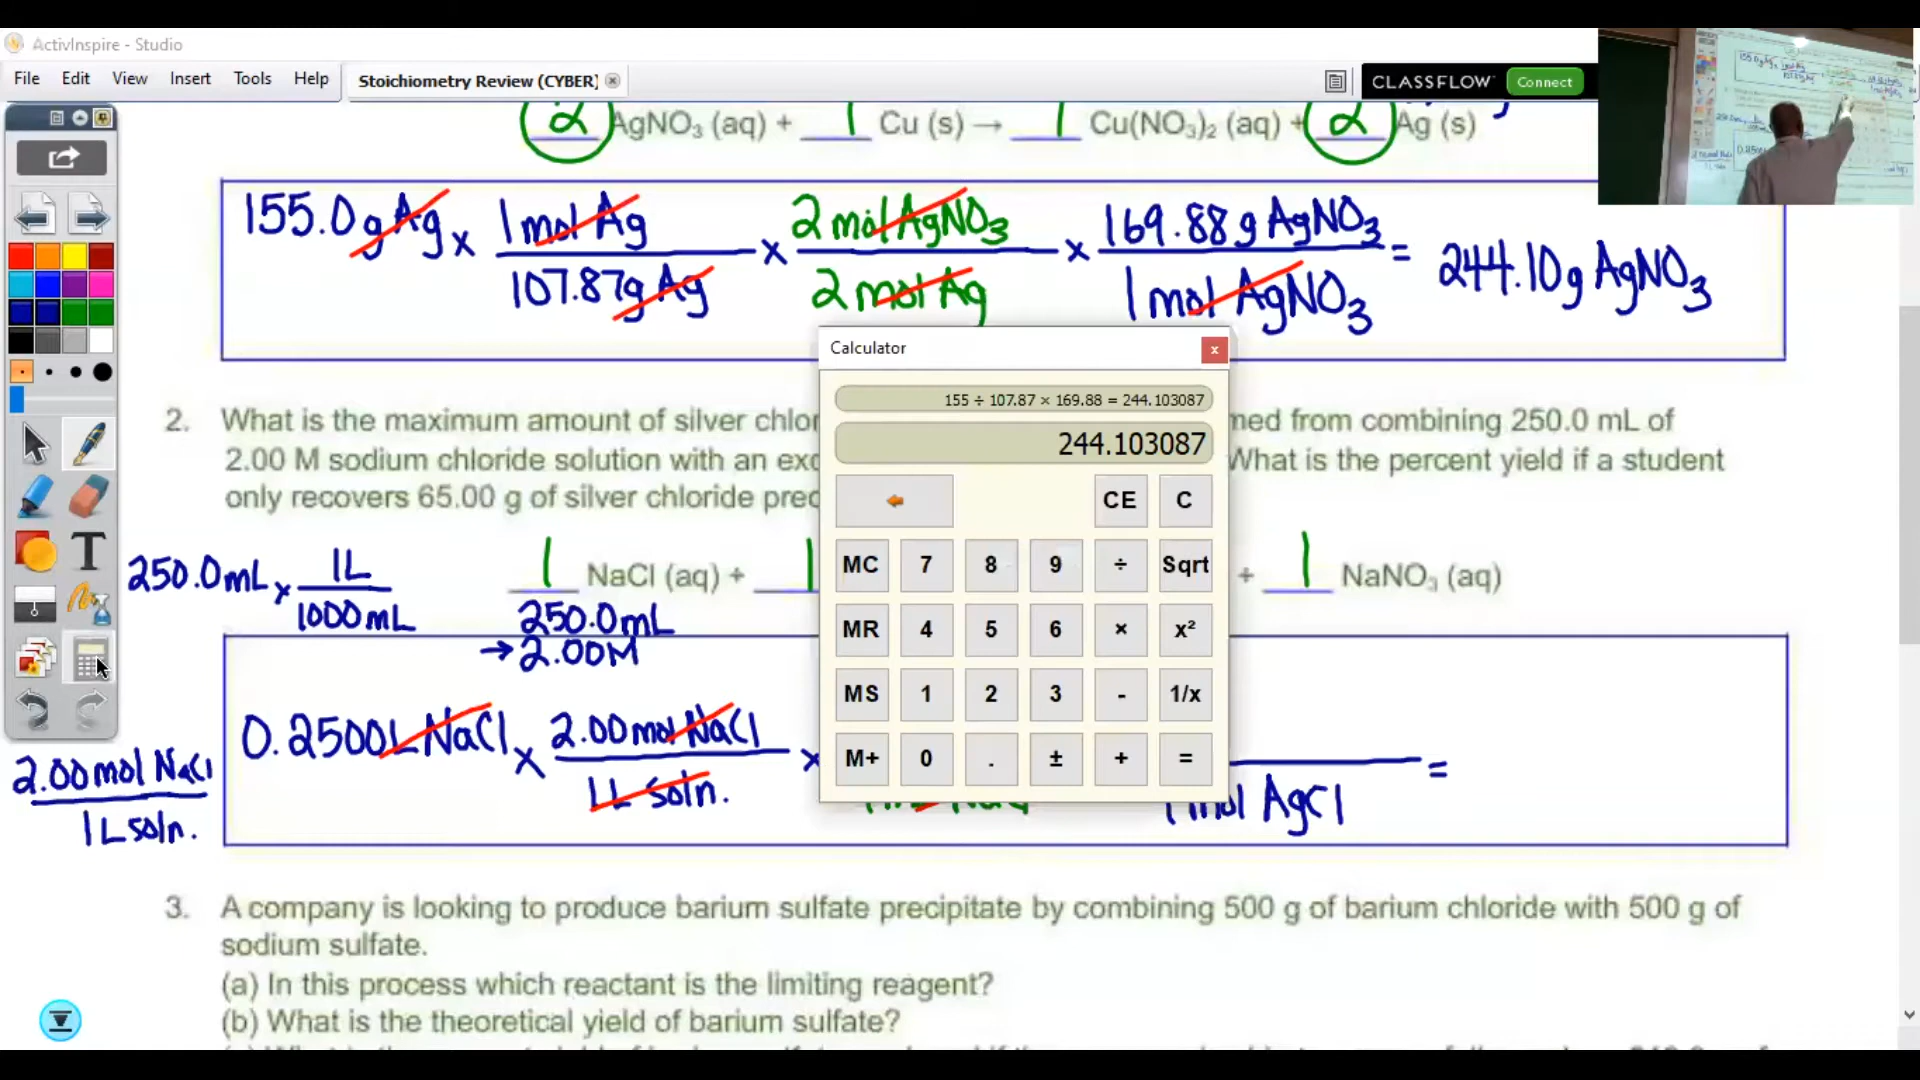 ActivInspire - Studio
File Edit View Insert Tools Help
Stoichiometry Review (CYBER)
CLASSFLOW Connect
2 AgNO₃ (aq) + 1 Cu (s) → 1 Cu(NO₃)₂ (aq) + 2 Ag (s)
155.0 g Ag x 1 mol Ag / 107.87 g Ag x 2 mol AgNO₃ / 2 mol Ag x 169.88 g AgNO₃ / 1 mol AgNO₃ = 244.10 g AgNO₃
Calculator x
155 ÷ 107.87 × 169.88 = 244.103087
244.103087
CE C
MC 7 8 9 ÷ Sqrt
MR 4 5 6 × x²
MS 1 2 3 - 1/x
M+ 0 . ± + =
2. What is the maximum amount of silver chlor med from combining 250.0 mL of
2.00 M sodium chloride solution with an exc What is the percent yield if a student
only recovers 65.00 g of silver chloride prec
250.0 mL x 1 L / 1000 mL
1 NaCl (aq) + 1 + 1 NaNO₃ (aq)
250.0 mL
→ 2.00 M
0.2500 L NaCl x 2.00 mol NaCl / 1 L soln. x 1 mol AgCl =
2.00 mol NaCl
1 L soln.
3. A company is looking to produce barium sulfate precipitate by combining 500 g of barium chloride with 500 g of
sodium sulfate.
(a) In this process which reactant is the limiting reagent?
(b) What is the theoretical yield of barium sulfate?